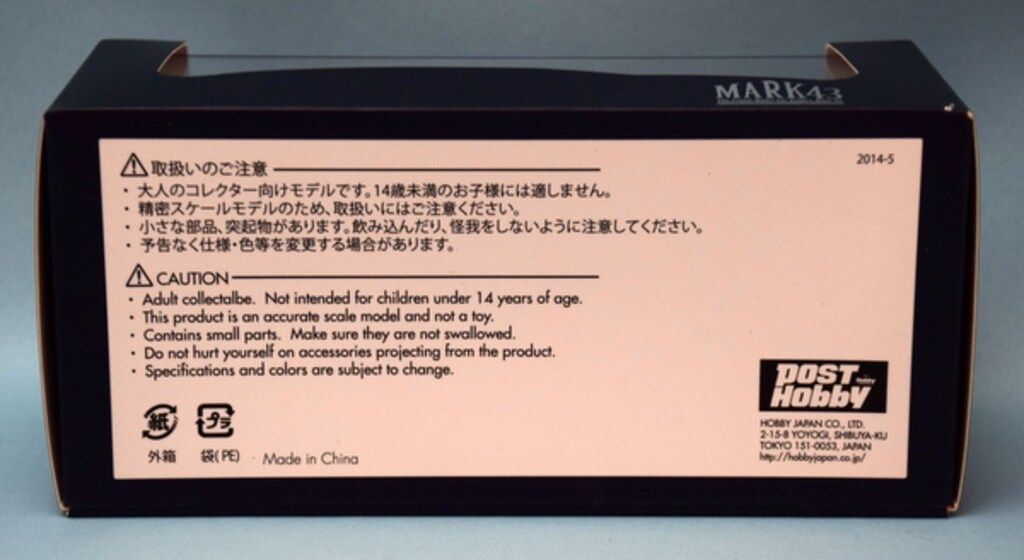 MARK43
2014-5
取扱いのご注意
・ 大人のコレクター向けモデルです。14歳未満のお子様には適しません。
・ 精密スケールモデルのため、取扱いにはご注意ください。
・ 小さな部品、突起物があります。飲み込んだり、怪我をしないように注意してください。
・ 予告なく仕様・色等を変更する場合があります。
CAUTION
・ Adult collectalbe. Not intended for children under 14 years of age.
・ This product is an accurate scale model and not a toy.
・ Contains small parts. Make sure they are not swallowed.
・ Do not hurt yourself on accessories projecting from the product.
・ Specifications and colors are subject to change.
紙 プラ
外箱 袋(PE) ・ Made in China
POST
Hobby
HOBBY JAPAN CO., LTD.
2-15-8 YOYOGI, SHIBUYA-KU
TOKYO 151-0053, JAPAN
http://hobbyjapan.co.jp/